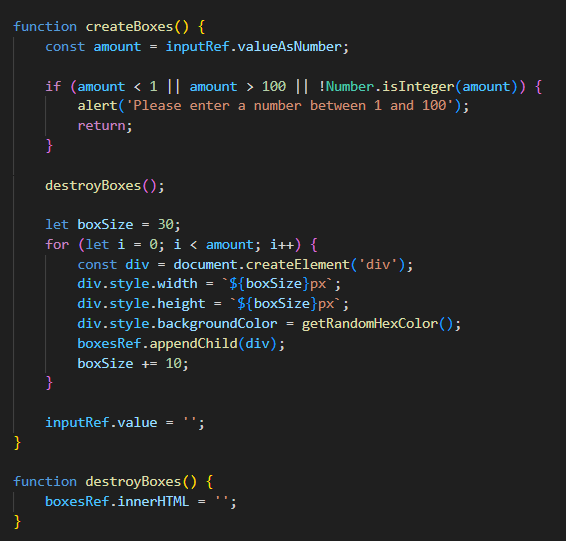 function createBoxes() {
    const amount = inputRef.valueAsNumber;

    if (amount < 1 || amount > 100 || !Number.isInteger(amount)) {
        alert('Please enter a number between 1 and 100');
        return;
    }

    destroyBoxes();

    let boxSize = 30;
    for (let i = 0; i < amount; i++) {
        const div = document.createElement('div');
        div.style.width = `${boxSize}px`;
        div.style.height = `${boxSize}px`;
        div.style.backgroundColor = getRandomHexColor();
        boxesRef.appendChild(div);
        boxSize += 10;
    }

    inputRef.value = '';
}

function destroyBoxes() {
    boxesRef.innerHTML = '';
}